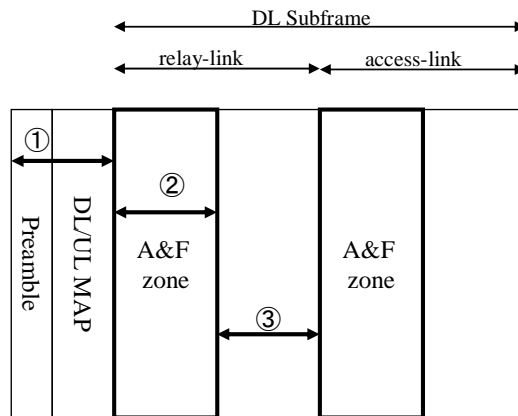 DL Subframe
relay-link
access-link
①
②
③
Preamble
DL/UL MAP
A&F
zone
A&F
zone